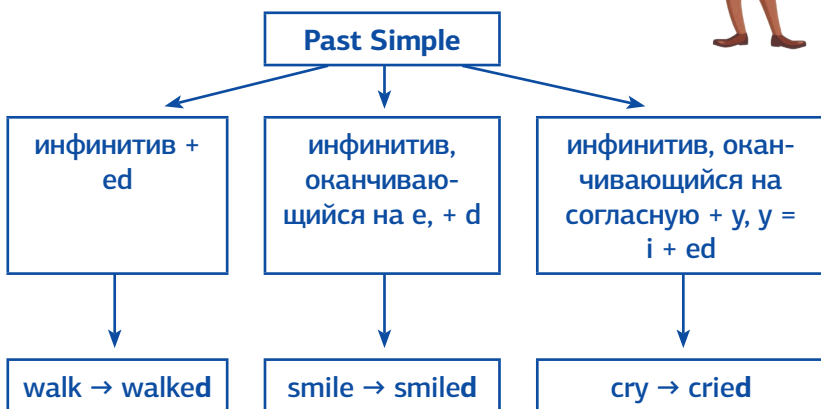 Past Simple
инфинитив +
ed
инфинитив,
оканчиваю-
щийся на e, + d
инфинитив, окан-
чивающийся на
согласную + y, y =
i + ed
walk → walked
smile → smiled
cry → cried